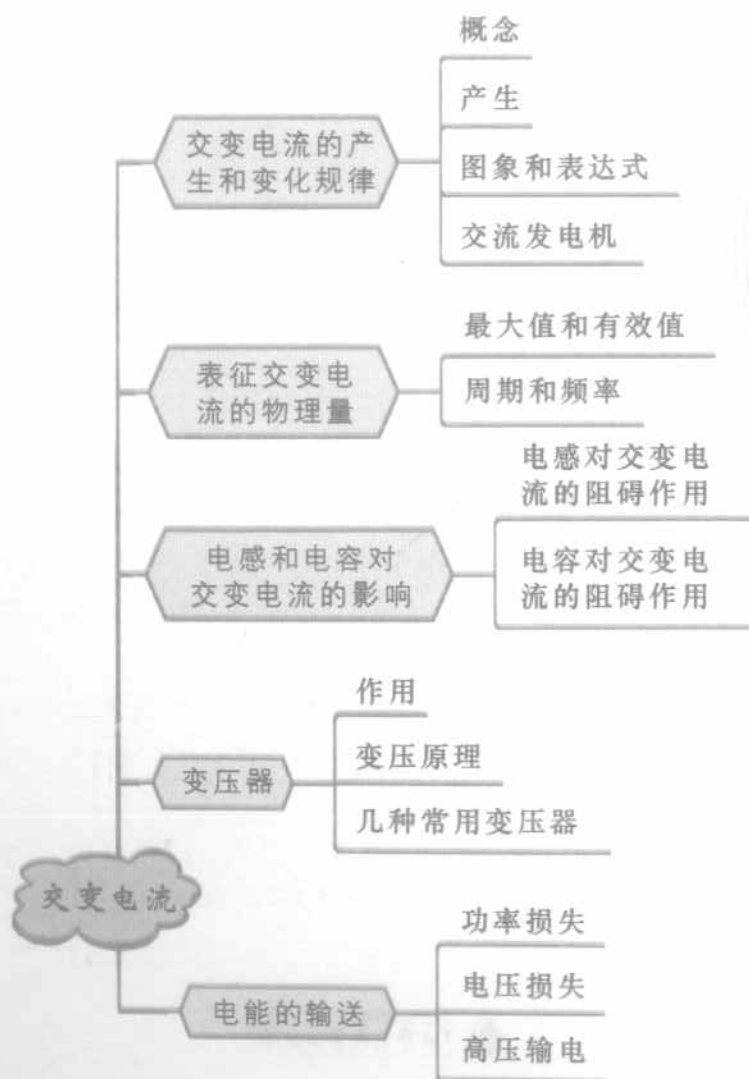 概念
产生
交变电流的产
生和变化规律
图象和表达式
交流发电机
最大值和有效值
表征交变电
流的物理量
周期和频率
电感对交变电
流的阻碍作用
电感和电容对
交变电流的影响
电容对交变电
流的阻碍作用
作用
变压原理
变压器
几种常用变压器
交变电流
功率损失
电压损失
电能的输送
高压输电